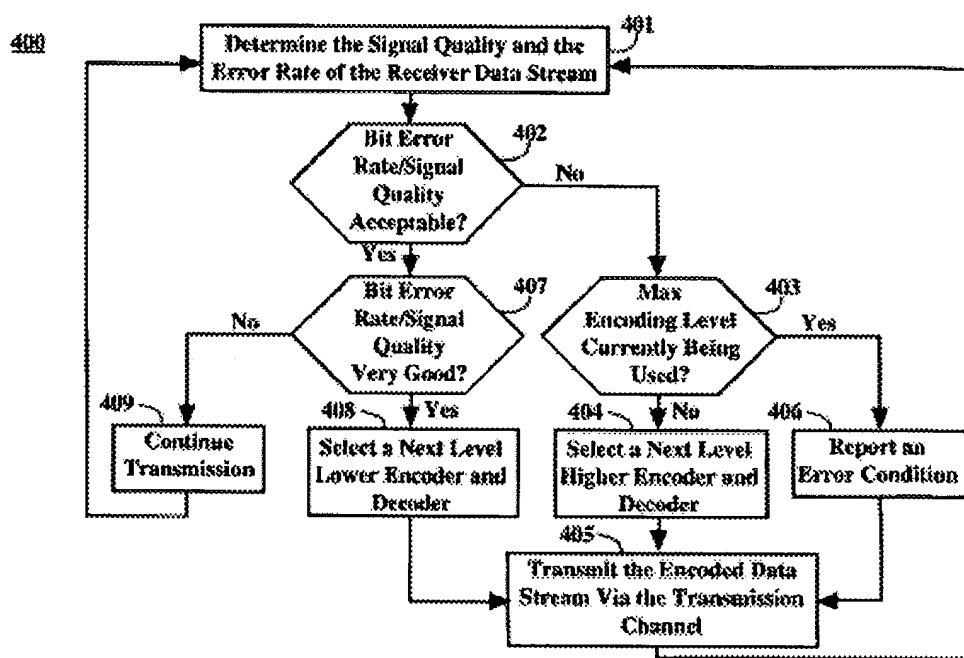 400
401
Determine the Signal Quality and the
Error Rate of the Receiver Data Stream
402
Bit Error
Rate/Signal
Quality
Acceptable?
No
Yes
407
Bit Error
Rate/Signal
Quality
Very Good?
No
403
Max
Encoding Level
Currently Being
Used?
Yes
409
Continue
Transmission
408
Yes
Select a Next Level
Lower Encoder and
Decoder
404
No
Select a Next Level
Higher Encoder and
Decoder
406
Report an
Error Condition
405
Transmit the Encoded Data
Stream Via the Transmission
Channel